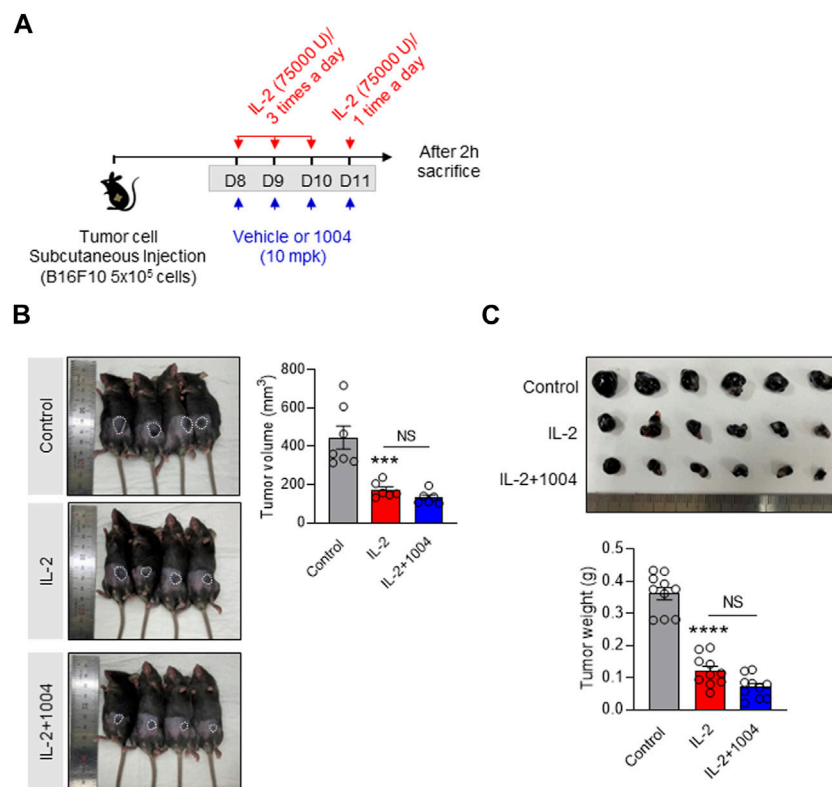 A
IL-2 (75000 U)/
3 times a day
IL-2 (75000 U)/
1 time a day
D8 D9 D10 D11
After 2h
sacrifice
Tumor cell
Subcutaneous Injection
(B16F10 5x10⁵ cells)
Vehicle or 1004
(10 mpk)
B
Control
IL-2
IL-2+1004
Tumor volume (mm³)
800
600
400
200
0
***
NS
Control
IL-2
IL-2+1004
C
Control
IL-2
IL-2+1004
Tumor weight (g)
0.5
0.4
0.3
0.2
0.1
0.0
****
NS
Control
IL-2
IL-2+1004